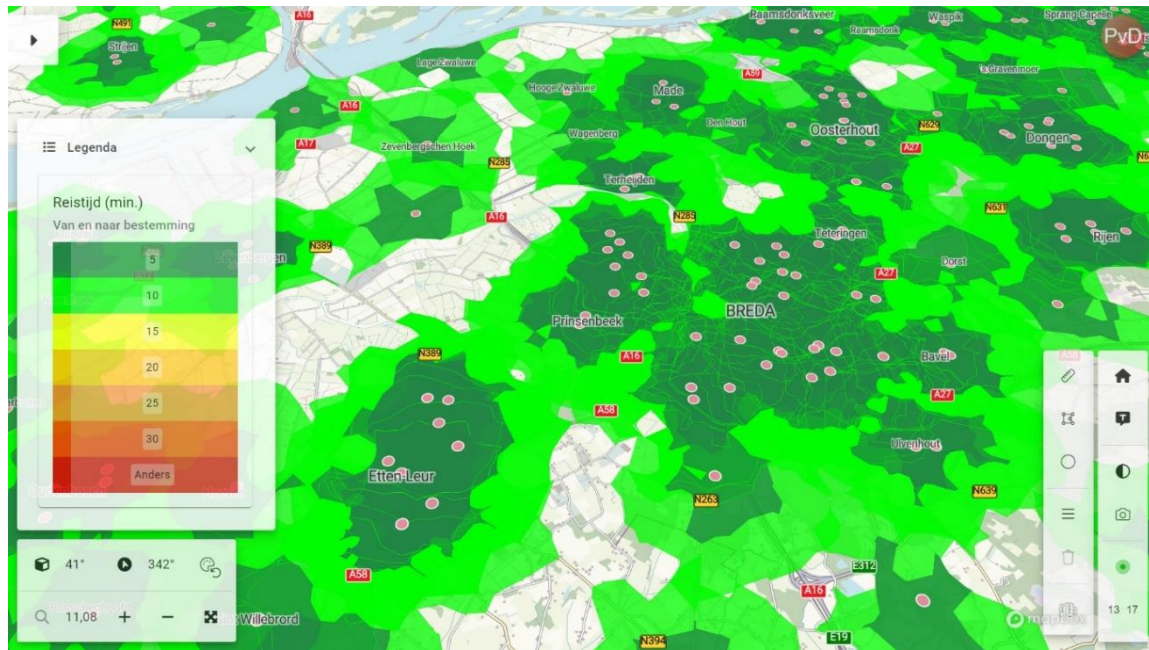 N491
A16
Raamsdonksveer
Waspik
Sprang-Capelle
Strijen
Raamsdonk
PvD
Lage Zwaluwe
A59
's Gravenmoer
Hooge Zwaluwe
Made
A16
Den Hout
Oosterhout
N629
Wagenberg
Dongen
A17
Zevenbergschen Hoek
A27
Legenda
N285
Terheijden
Reistijd (min.)
N631
Van en naar bestemming
A16
N285
Teteringen
Rijen
N389
5
Dorst
A27
10
BREDA
15
Prinsenbeek
N389
A16
Bavel
20
25
A27
A58
30
Ulvenhout
Anders
Etten-Leur
N263
N639
41°
342°
A58
E312
A16
11,08
+
−
Willebrord
13 17
mapbox
N394
E19